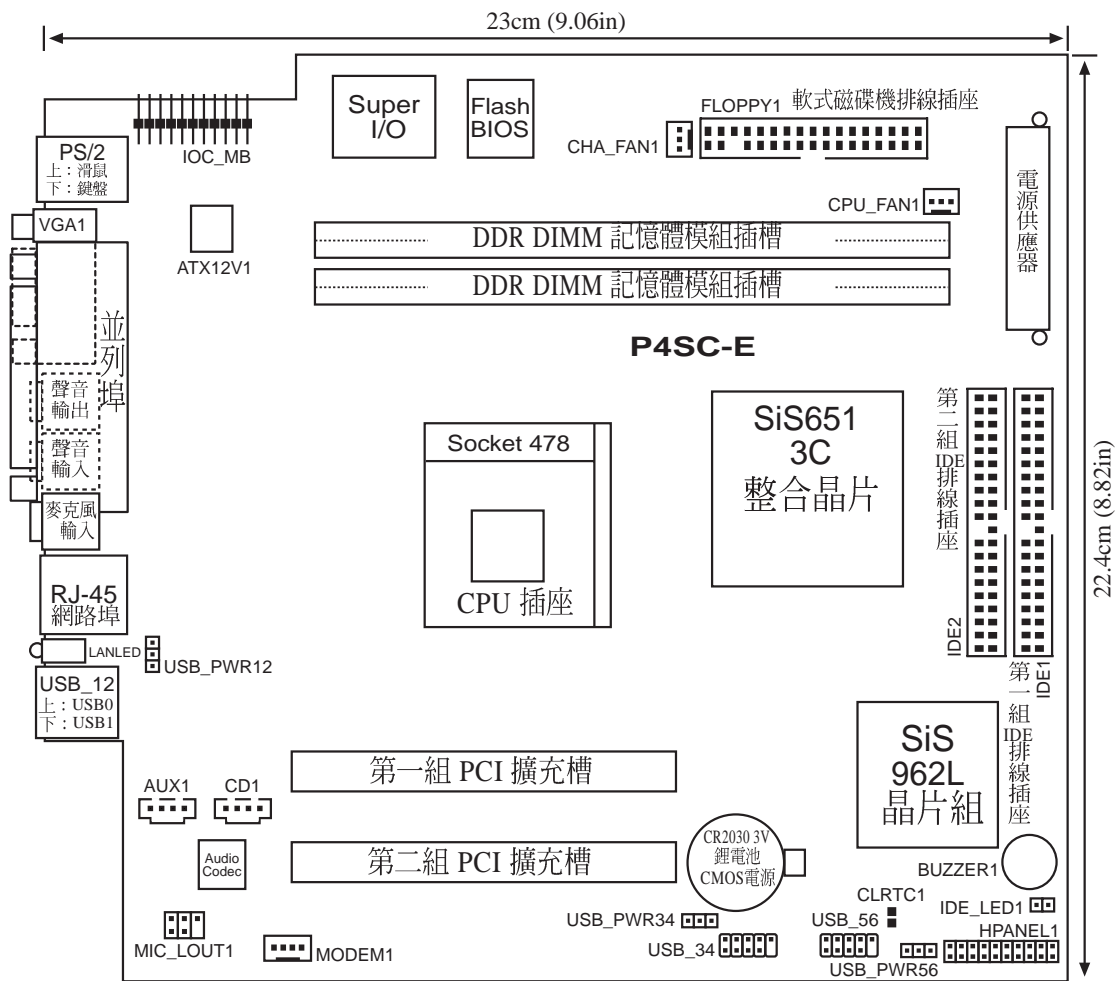 23cm (9.06in)
22.4cm (8.82in)
Super
I/O
Flash
BIOS
FLOPPY1 軟式磁碟機排線插座
CHA_FAN1
PS/2
上：滑鼠
下：鍵盤
IOC_MB
電源供應器
CPU_FAN1
VGA1
ATX12V1
DDR DIMM 記憶體模組插槽
DDR DIMM 記憶體模組插槽
P4SC-E
並列埠
聲音
輸出
聲音
輸入
麥克風
輸入
Socket 478
CPU 插座
SiS651
3C
整合晶片
第二組IDE排線插座
IDE2
IDE1
第一組IDE排線插座
RJ-45
網路埠
LANLED
USB_PWR12
USB_12
上：USB0
下：USB1
SiS
962L
晶片組
第一組 PCI 擴充槽
AUX1
CD1
Audio
Codec
第二組 PCI 擴充槽
CR2030 3V
鋰電池
CMOS電源
BUZZER1
CLRTC1
IDE_LED1
USB_PWR34
USB_56
HPANEL1
MIC_LOUT1
MODEM1
USB_34
USB_PWR56